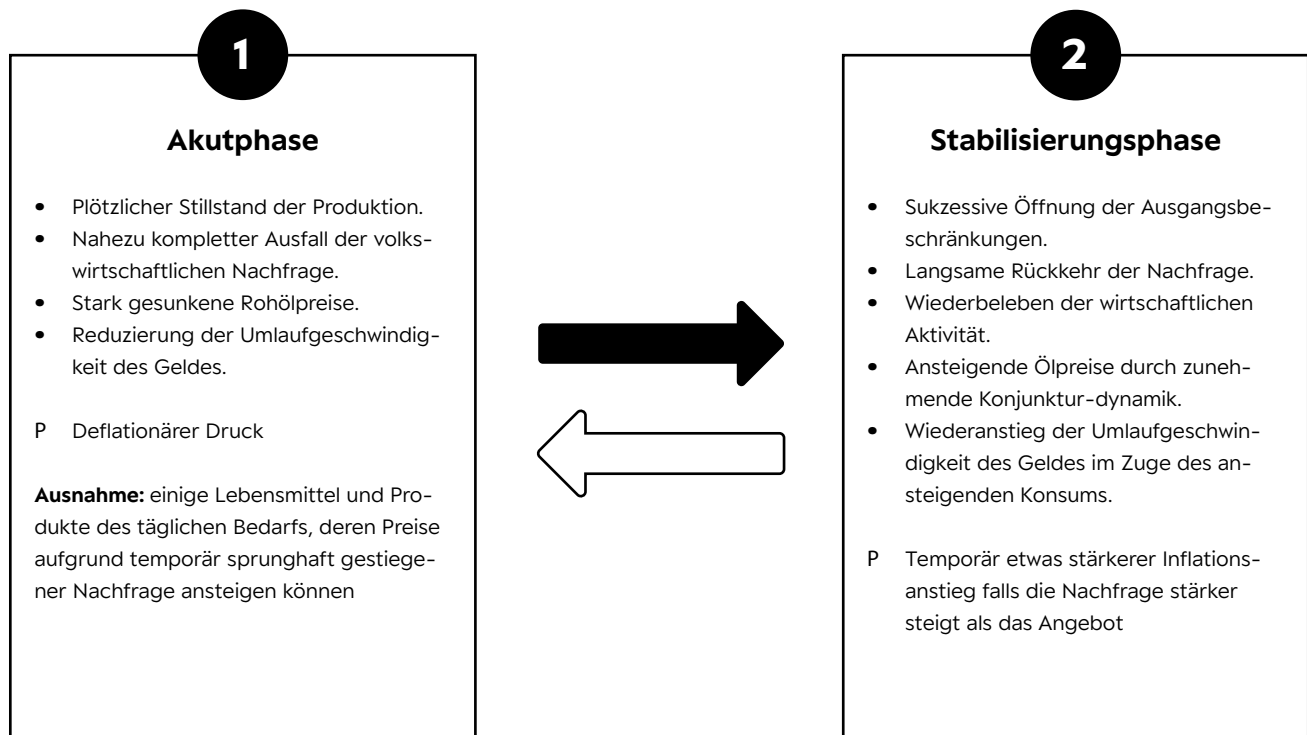 1
Akutphase
• Plötzlicher Stillstand der Produktion.
• Nahezu kompletter Ausfall der volks-
wirtschaftlichen Nachfrage.
• Stark gesunkene Rohölpreise.
• Reduzierung der Umlaufgeschwindig-
keit des Geldes.
P Deflationärer Druck
Ausnahme: einige Lebensmittel und Pro-
dukte des täglichen Bedarfs, deren Preise
aufgrund temporär sprunghaft gestiege-
ner Nachfrage ansteigen können
2
Stabilisierungsphase
• Sukzessive Öffnung der Ausgangsbe-
schränkungen.
• Langsame Rückkehr der Nachfrage.
• Wiederbeleben der wirtschaftlichen
Aktivität.
• Ansteigende Ölpreise durch zuneh-
mende Konjunktur-dynamik.
• Wiederanstieg der Umlaufgeschwin-
digkeit des Geldes im Zuge des an-
steigenden Konsums.
P Temporär etwas stärkerer Inflations-
anstieg falls die Nachfrage stärker
steigt als das Angebot